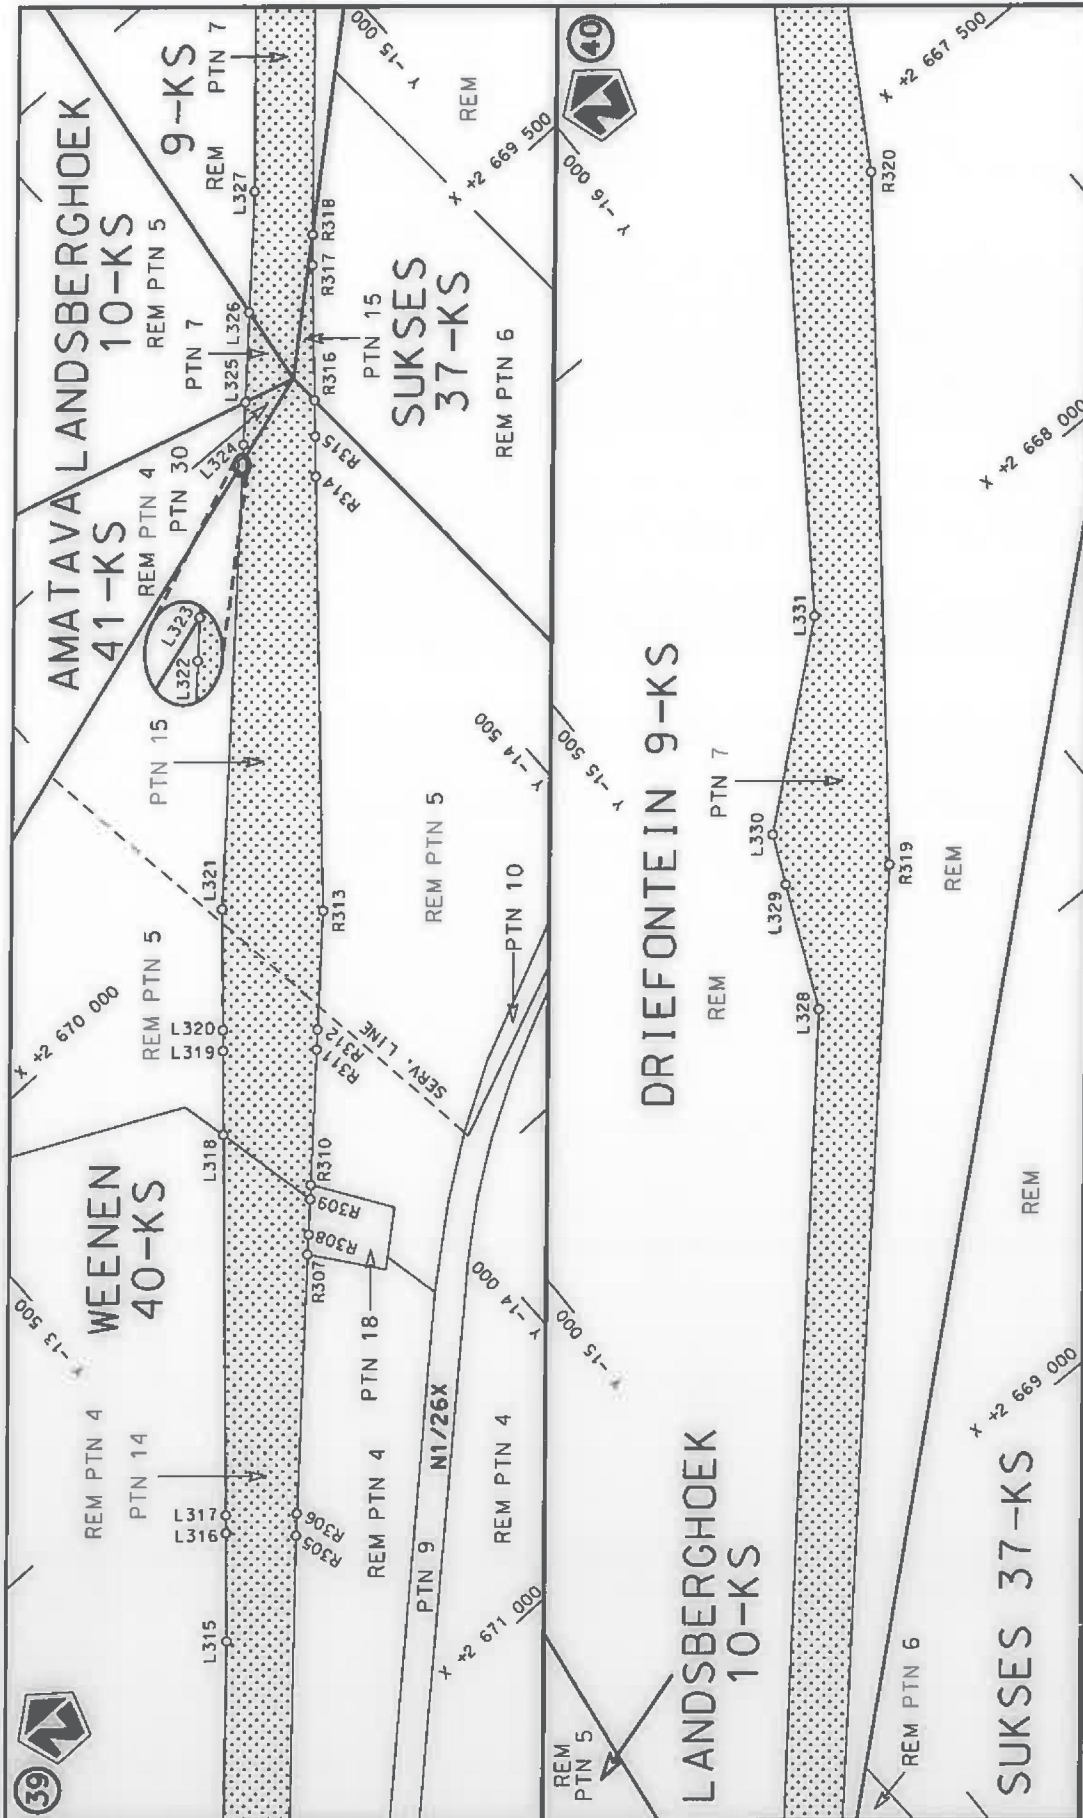 39
WEENEN
40-KS
REM PTN 4
PTN 14
L315
L316
L317
L318
L319
L320
L321
REM PTN 5
X +2 670 000
Y -13 500
PTN 15
L322
L323
L324
L325
L326
L327
AMATAVA
41-KS
REM PTN 4
PTN 30
LANDSBERGHOEK
10-KS
REM PTN 5
PTN 7
9-KS
REM
PTN 7
R305
R306
R307
R308
R309
R310
R311
R312
R313
R314
R315
R316
R317
R318
SERV. LINE
PTN 18
REM PTN 4
PTN 9
N1/26X
REM PTN 4
X +2 671 000
Y -14 000
PTN 10
REM PTN 5
Y -14 500
PTN 15
SUKSES
37-KS
REM PTN 6
X +2 669 500
REM
Y -15 000
40
REM
PTN 5
LANDSBERGHOEK
10-KS
Y -15 000
DRIEFONTEIN 9-KS
REM
PTN 7
Y -15 500
Y -16 000
L328
L329
L330
L331
R319
R320
REM
REM
REM PTN 6
SUKSES 37-KS
X +2 669 000
X +2 668 000
X +2 667 500